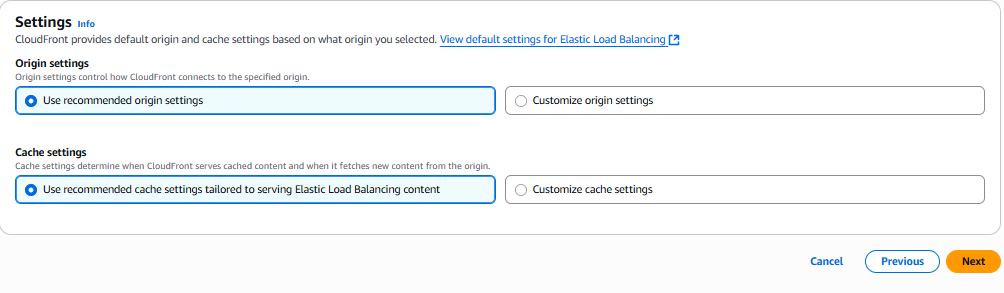 Settings Info
CloudFront provides default origin and cache settings based on what origin you selected. View default settings for Elastic Load Balancing
Origin settings
Origin settings control how CloudFront connects to the specified origin.
Use recommended origin settings
Customize origin settings
Cache settings
Cache settings determine when CloudFront serves cached content and when it fetches new content from the origin.
Use recommended cache settings tailored to serving Elastic Load Balancing content
Customize cache settings
Cancel
Previous
Next